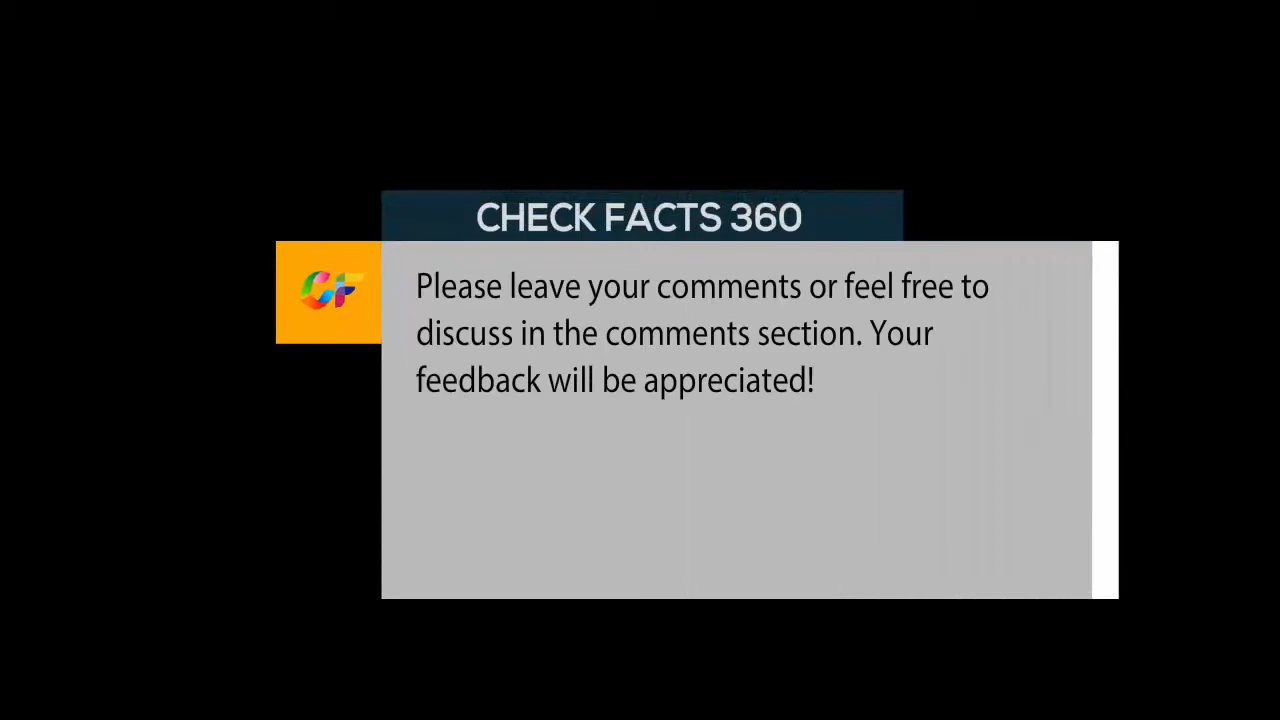 CHECK FACTS 360
CF
Please leave your comments or feel free to
discuss in the comments section. Your
feedback will be appreciated!